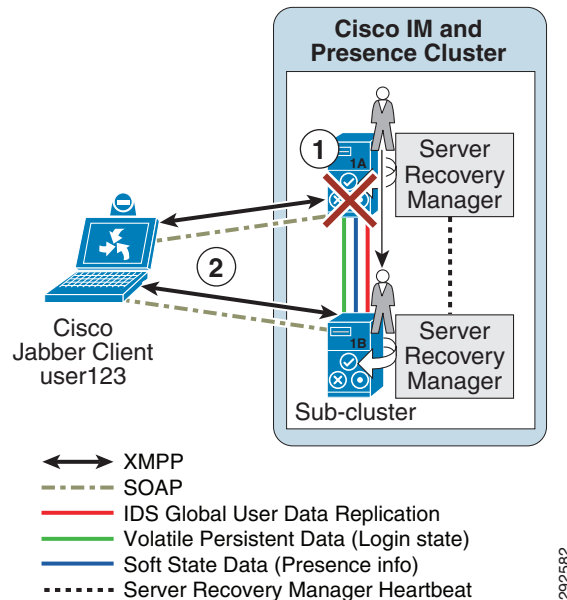 Cisco IM and
Presence Cluster
1
1A
Server
Recovery
Manager
2
Cisco
Jabber Client
user123
1B
Server
Recovery
Manager
Sub-cluster
XMPP
SOAP
IDS Global User Data Replication
Volatile Persistent Data (Login state)
Soft State Data (Presence info)
Server Recovery Manager Heartbeat
292582